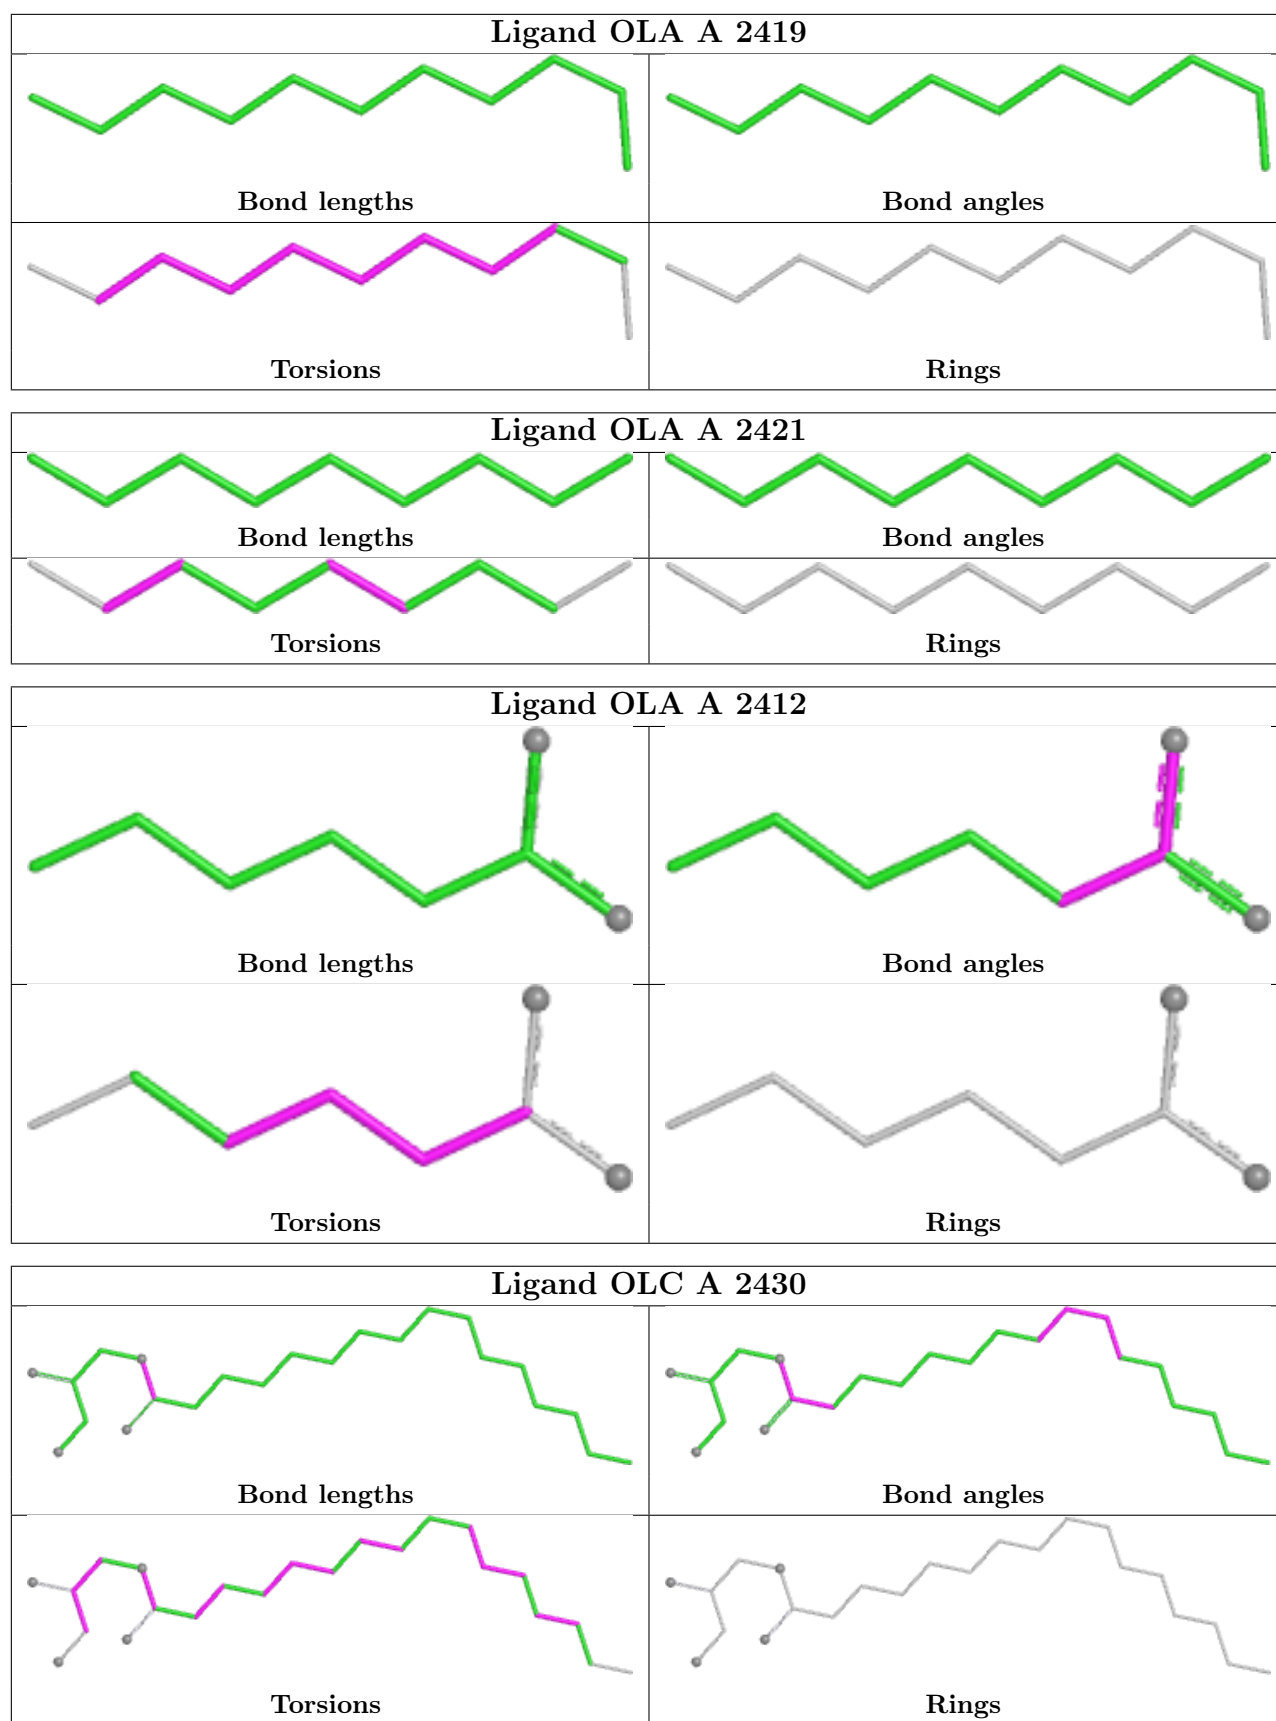 Ligand OLA A 2419
Bond lengths
Bond angles
Torsions
Rings
Ligand OLA A 2421
Bond lengths
Bond angles
Torsions
Rings
Ligand OLA A 2412
Bond lengths
Bond angles
Torsions
Rings
Ligand OLC A 2430
Bond lengths
Bond angles
Torsions
Rings